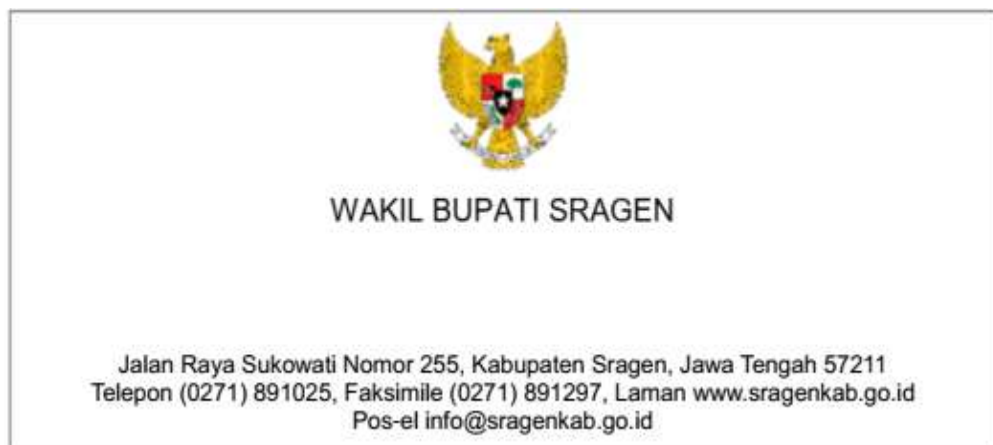 WAKIL BUPATI SRAGEN
Jalan Raya Sukowati Nomor 255, Kabupaten Sragen, Jawa Tengah 57211
Telepon (0271) 891025, Faksimile (0271) 891297, Laman www.sragenkab.go.id
Pos-el info@sragenkab.go.id